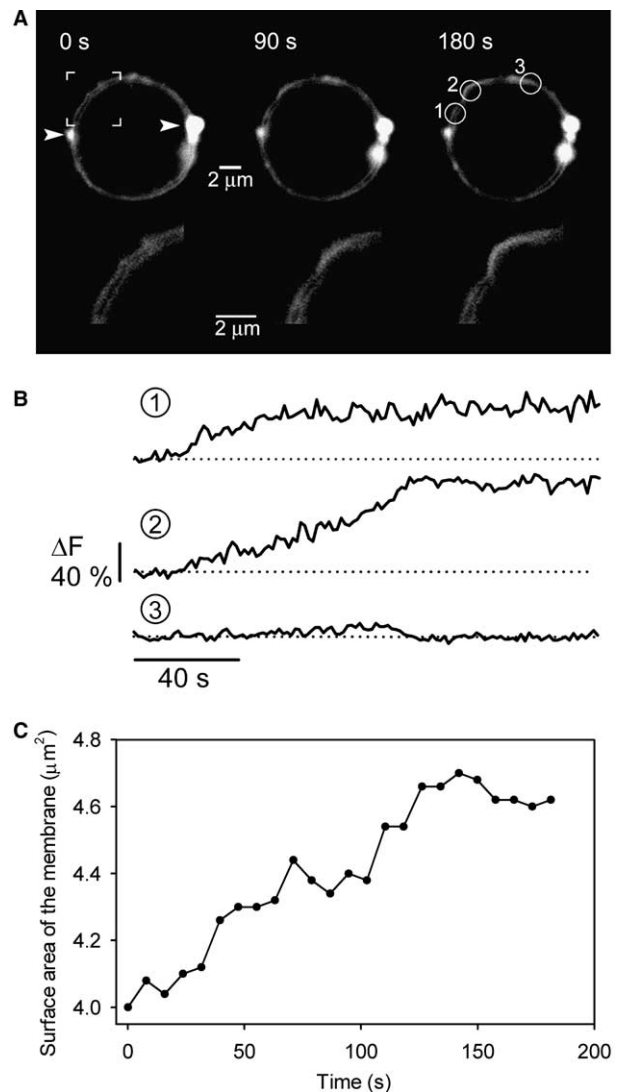 A
0 s 90 s 180 s
1 2 3
2 μm
2 μm
B
1
2
ΔF
40 %
3
40 s
C
Surface area of the membrane (μm²)
4.8
4.6
4.4
4.2
4.0
0 50 100 150 200
Time (s)